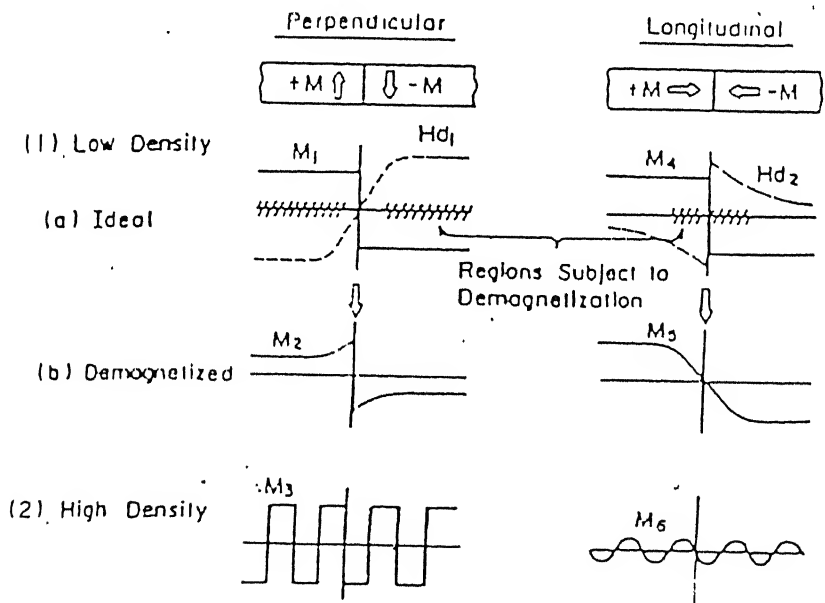 Perpendicular
Longitudinal
+M ⇧ ⇩ -M
+M ⇨ ⇦ -M
(1) Low Density
M1
Hd1
M4
Hd2
(a) Ideal
Regions Subject to
Demagnetization
M2
M5
(b) Demagnetized
M3
(2) High Density
M6